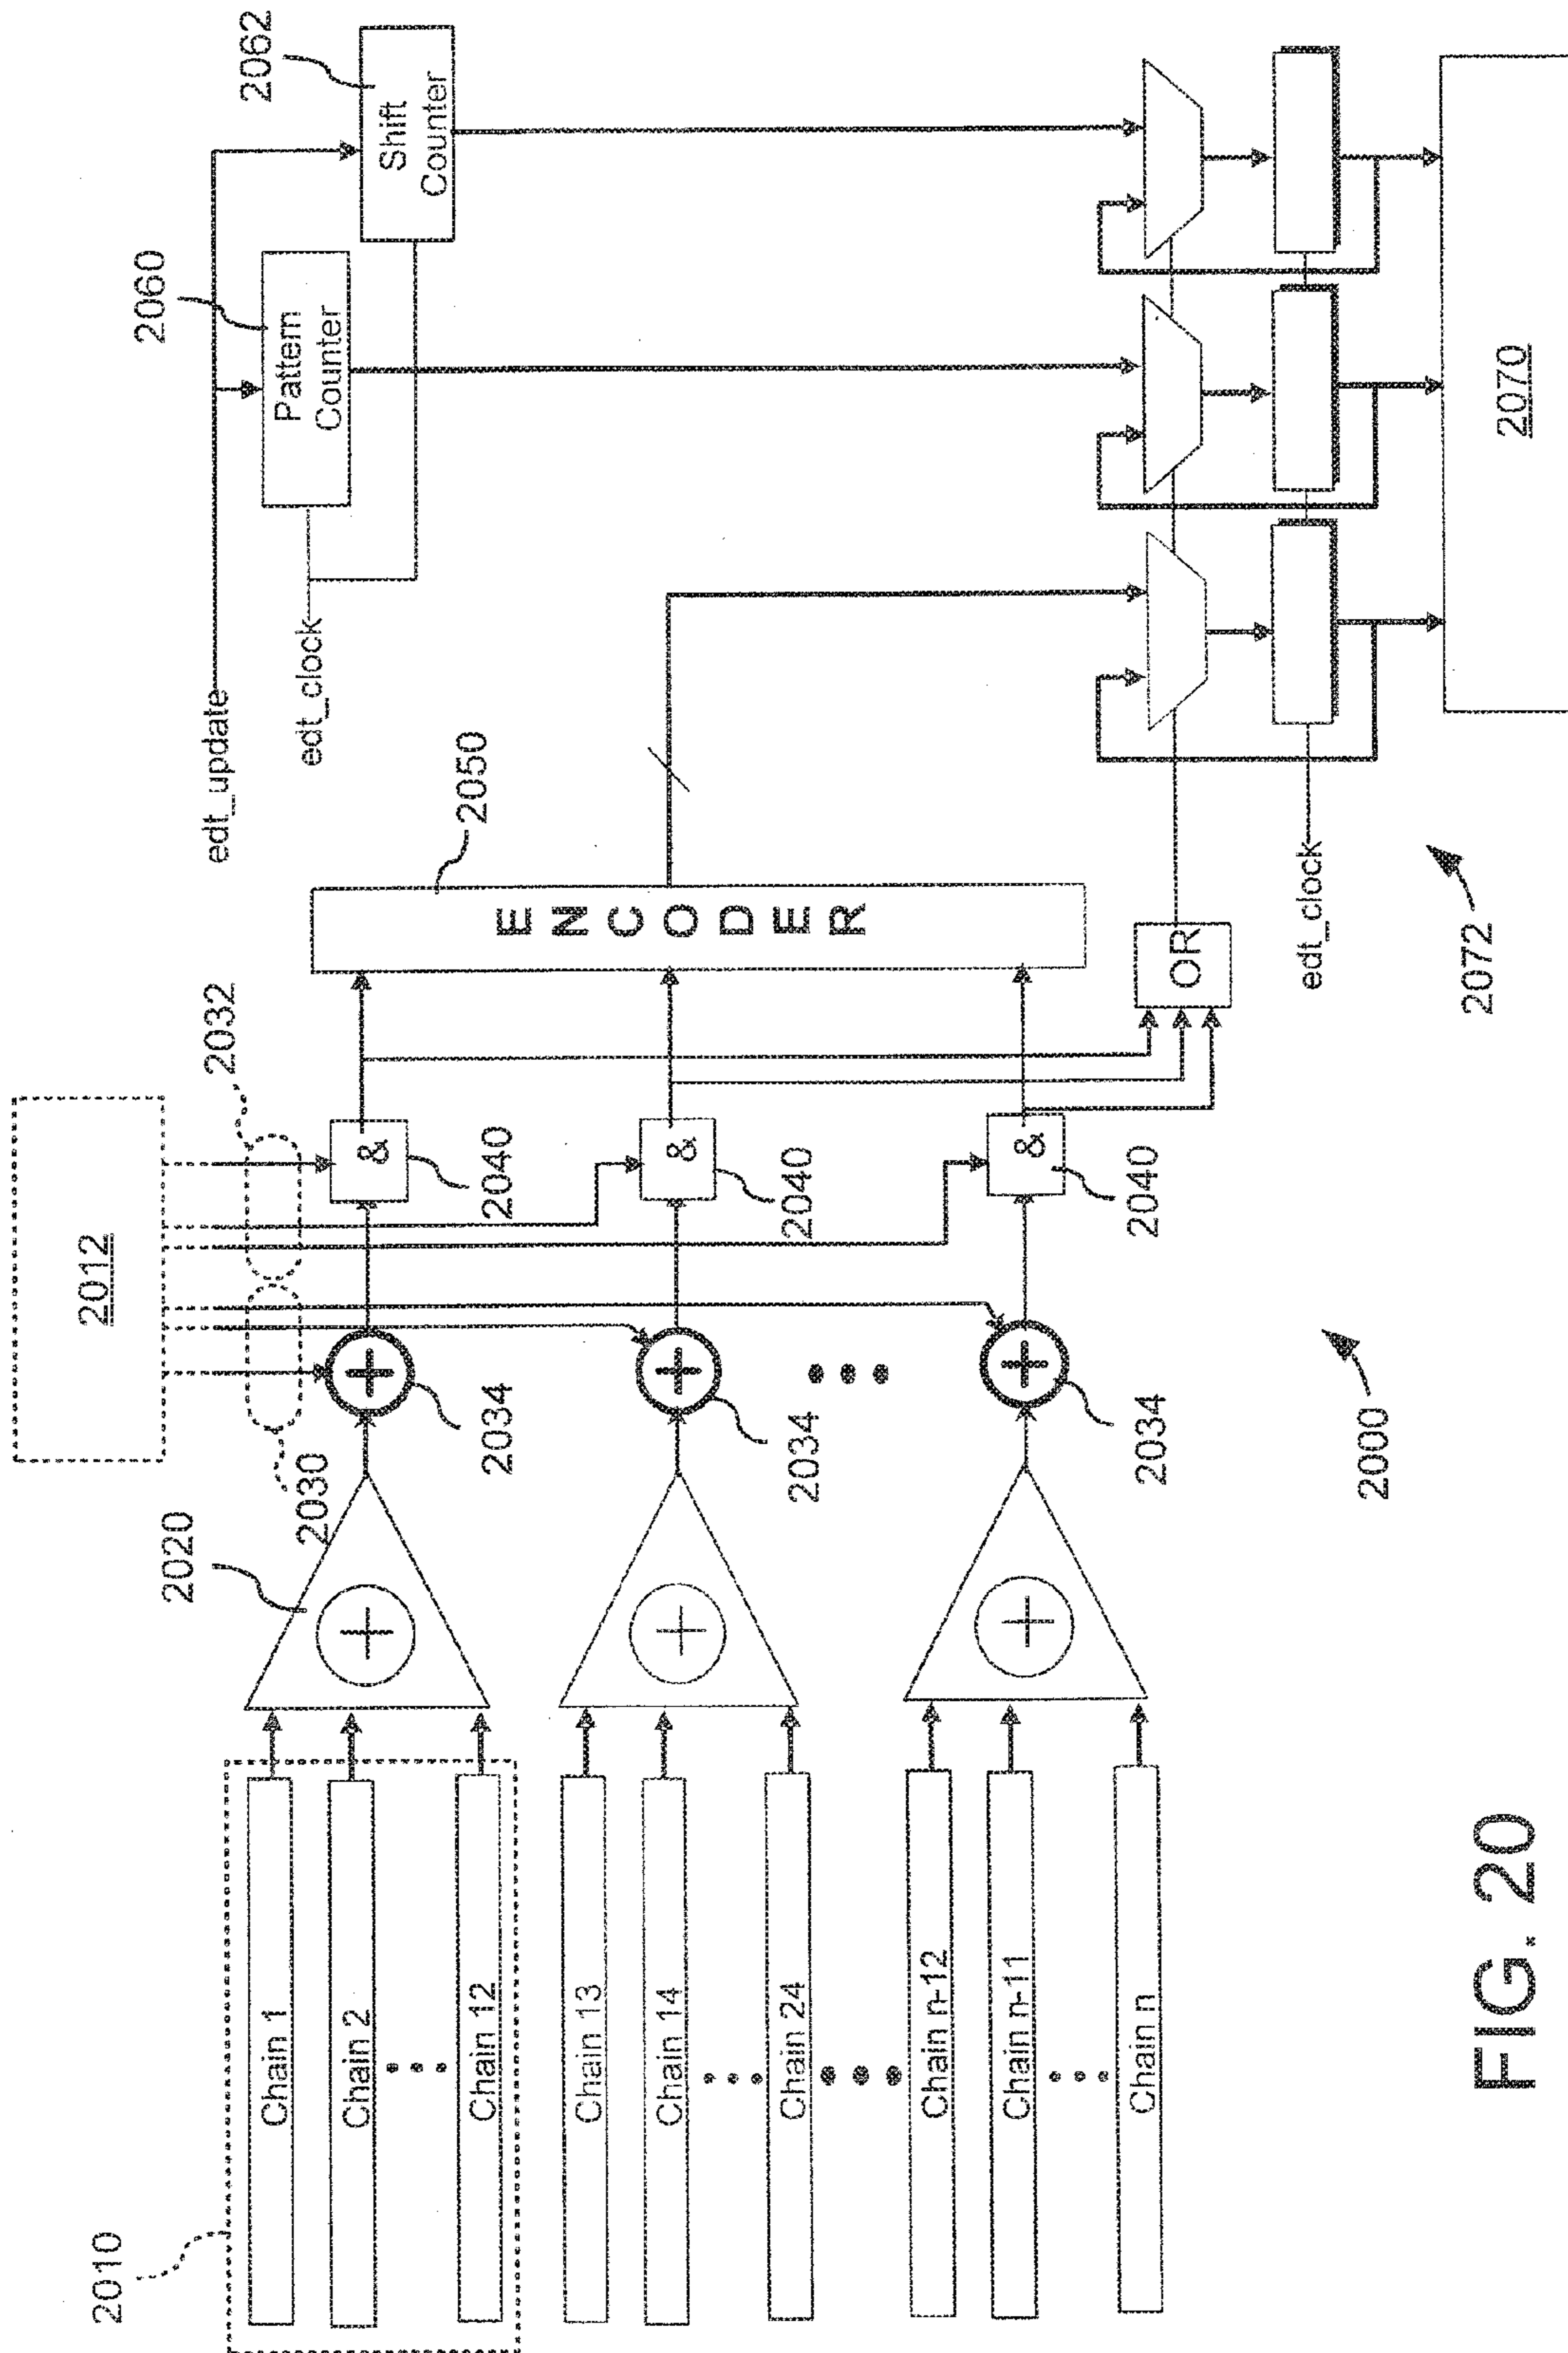 2010
Chain 1
Chain 2
Chain 12
Chain 13
Chain 14
Chain 24
Chain n-12
Chain n-11
Chain n
2020
2012
2030
2032
2034
2034
2034
&
&
&
2040
2040
2040
2050
ENCODER
OR
edt_update
edt_clock
2060
Pattern
Counter
2062
Shift
Counter
edt_clock
2072
2070
2000
FIG. 20